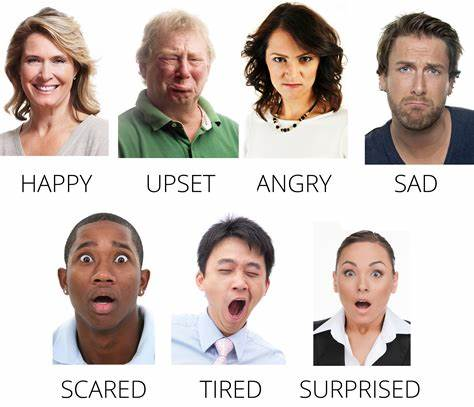 HAPPY UPSET ANGRY SAD
SCARED TIRED SURPRISED